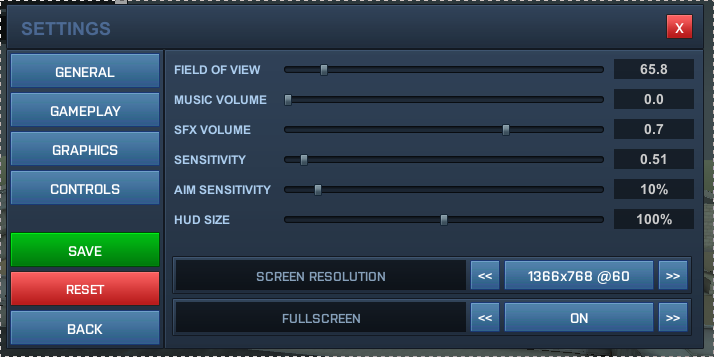 SETTINGS
X
GENERAL
GAMEPLAY
GRAPHICS
CONTROLS
SAVE
RESET
BACK
FIELD OF VIEW 65.8
MUSIC VOLUME 0.0
SFX VOLUME 0.7
SENSITIVITY 0.51
AIM SENSITIVITY 10%
HUD SIZE 100%
SCREEN RESOLUTION << 1366x768 @60 >>
FULLSCREEN << ON >>